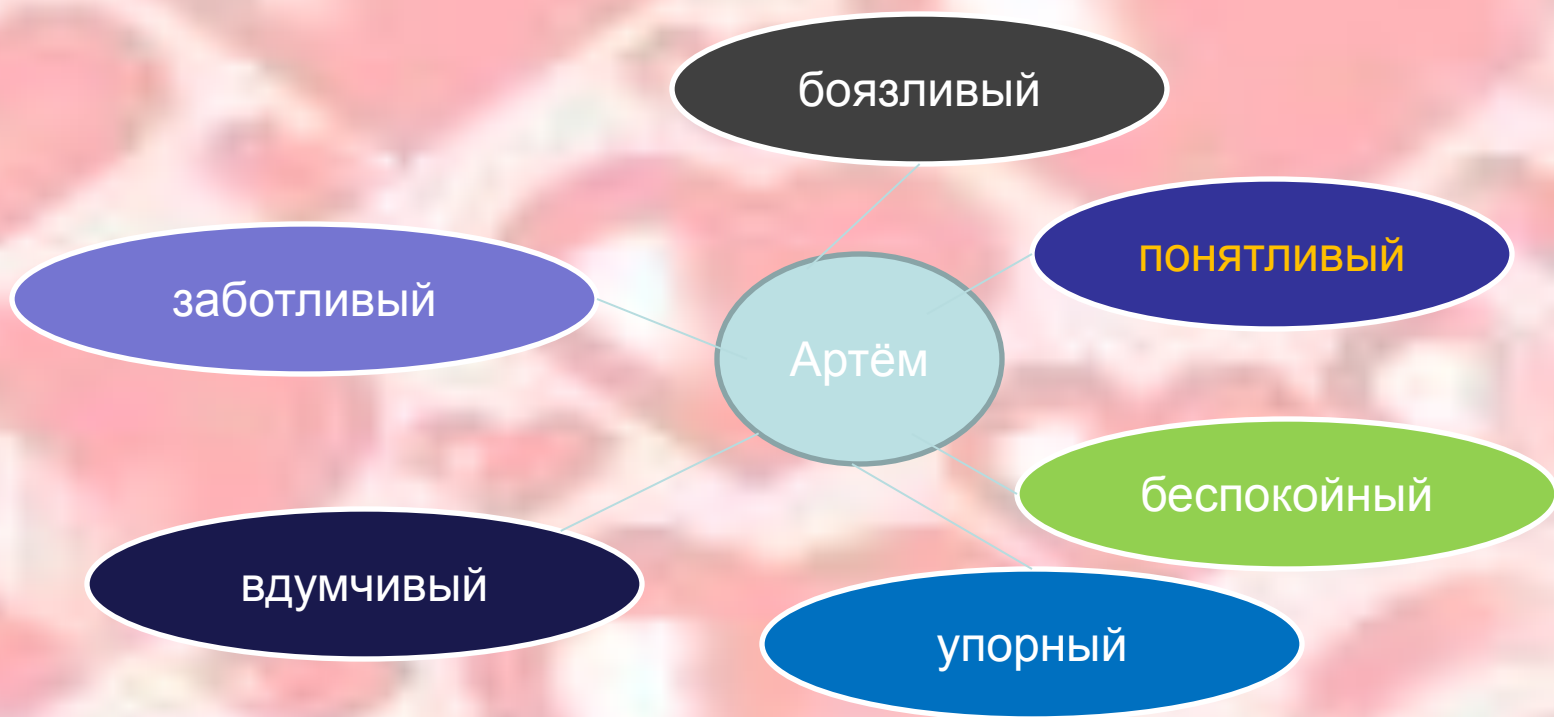 боязливый
понятливый
заботливый
Артём
беспокойный
вдумчивый
упорный